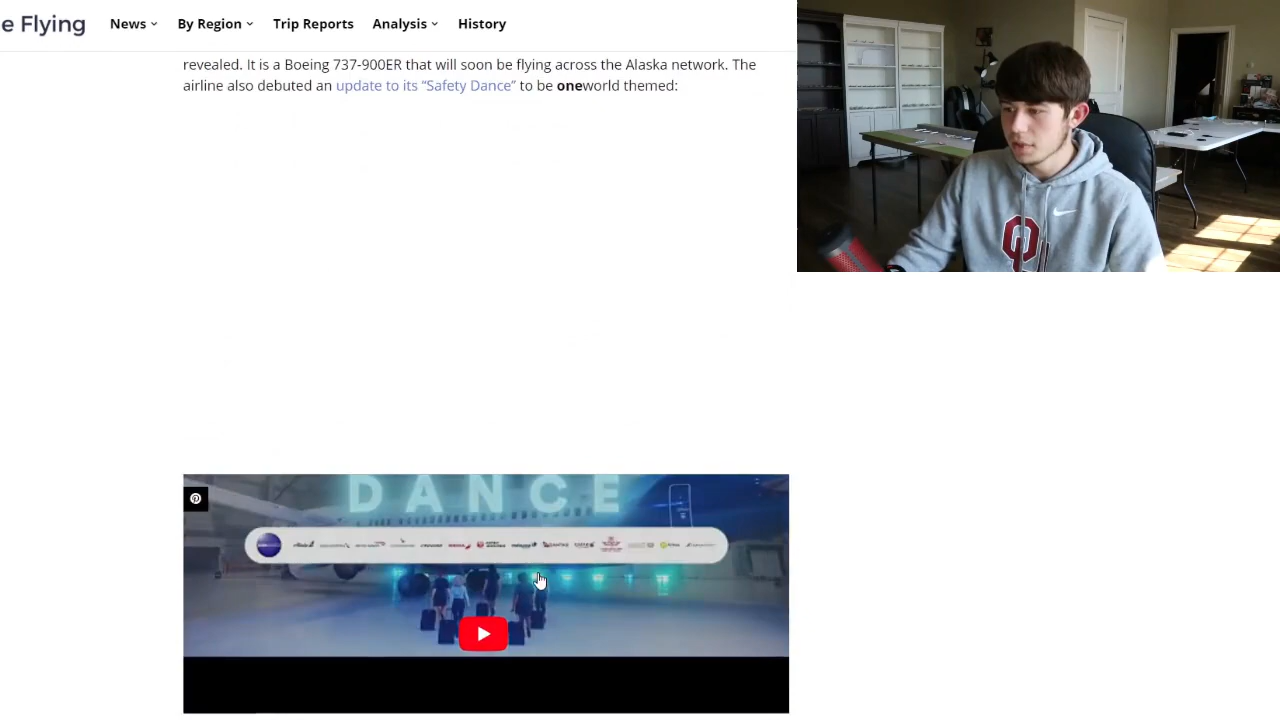 e Flying
News By Region Trip Reports Analysis History
revealed. It is a Boeing 737-900ER that will soon be flying across the Alaska network. The
airline also debuted an update to its “Safety Dance” to be oneworld themed:
DANCE
OU